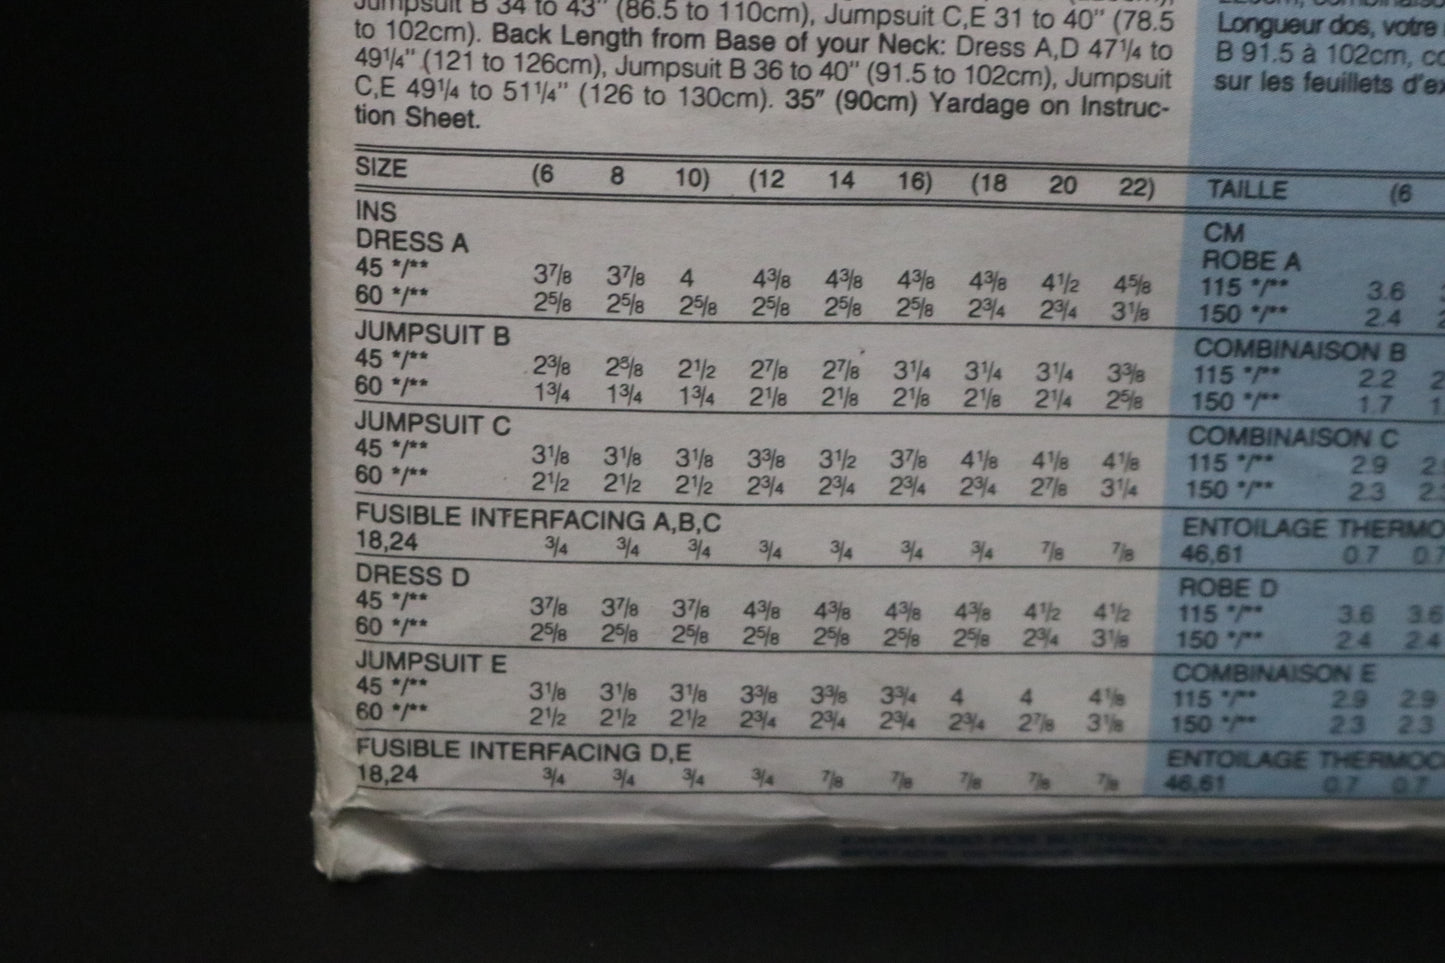 Jumpsuit B 34 to 43" (86.5 to 110cm), Jumpsuit C,E 31 to 40" (78.5
to 102cm). Back Length from Base of your Neck: Dress A,D 47¼ to
49¼" (121 to 126cm), Jumpsuit B 36 to 40" (91.5 to 102cm), Jumpsuit
C,E 49¼ to 51¼" (126 to 130cm). 35" (90cm) Yardage on Instruc-
tion Sheet.
SIZE (6 8 10) (12 14 16) (18 20 22)
INS
DRESS A
45 */** 3⅞ 3⅞ 4 4⅜ 4⅜ 4⅜ 4⅜ 4½ 4⅝
60 */** 2⅝ 2⅝ 2⅝ 2⅝ 2⅝ 2⅝ 2¾ 2¾ 3⅛
JUMPSUIT B
45 */** 2⅜ 2⅜ 2½ 2⅞ 2⅞ 3¼ 3¼ 3¼ 3⅜
60 */** 1¾ 1¾ 1¾ 2⅛ 2⅛ 2⅛ 2⅛ 2¼ 2⅝
JUMPSUIT C
45 */** 3⅛ 3⅛ 3⅛ 3⅜ 3½ 3⅞ 4⅛ 4⅛ 4⅛
60 */** 2½ 2½ 2½ 2¾ 2¾ 2¾ 2¾ 2⅞ 3¼
FUSIBLE INTERFACING A,B,C
18,24 ¾ ¾ ¾ ¾ ¾ ¾ ¾ ⅞ ⅞
DRESS D
45 */** 3⅞ 3⅞ 3⅞ 4⅜ 4⅜ 4⅜ 4⅜ 4½ 4½
60 */** 2⅝ 2⅝ 2⅝ 2⅝ 2⅝ 2⅝ 2⅝ 2¾ 3⅛
JUMPSUIT E
45 */** 3⅛ 3⅛ 3⅛ 3⅜ 3⅜ 3¾ 4 4 4⅛
60 */** 2½ 2½ 2½ 2¾ 2¾ 2¾ 2¾ 2⅞ 3⅛
FUSIBLE INTERFACING D,E
18,24 ¾ ¾ ¾ ¾ ⅞ ⅞ ⅞ ⅞ ⅞
Longueur dos, votre
B 91.5 à 102cm,
sur les feuillets
TAILLE (6
CM
ROBE A
115 */** 3.6
150 */** 2.4
COMBINAISON B
115 */** 2.2
150 */** 1.7
COMBINAISON C
115 */** 2.9
150 */** 2.3
ENTOILAGE
46,61 0.7 0.7
ROBE D
115 */** 3.6 3.6
150 */** 2.4 2.4
COMBINAISON E
115 */** 2.9 2.9
150 */** 2.3 2.3
ENTOILAGE
46,61 0.7 0.7